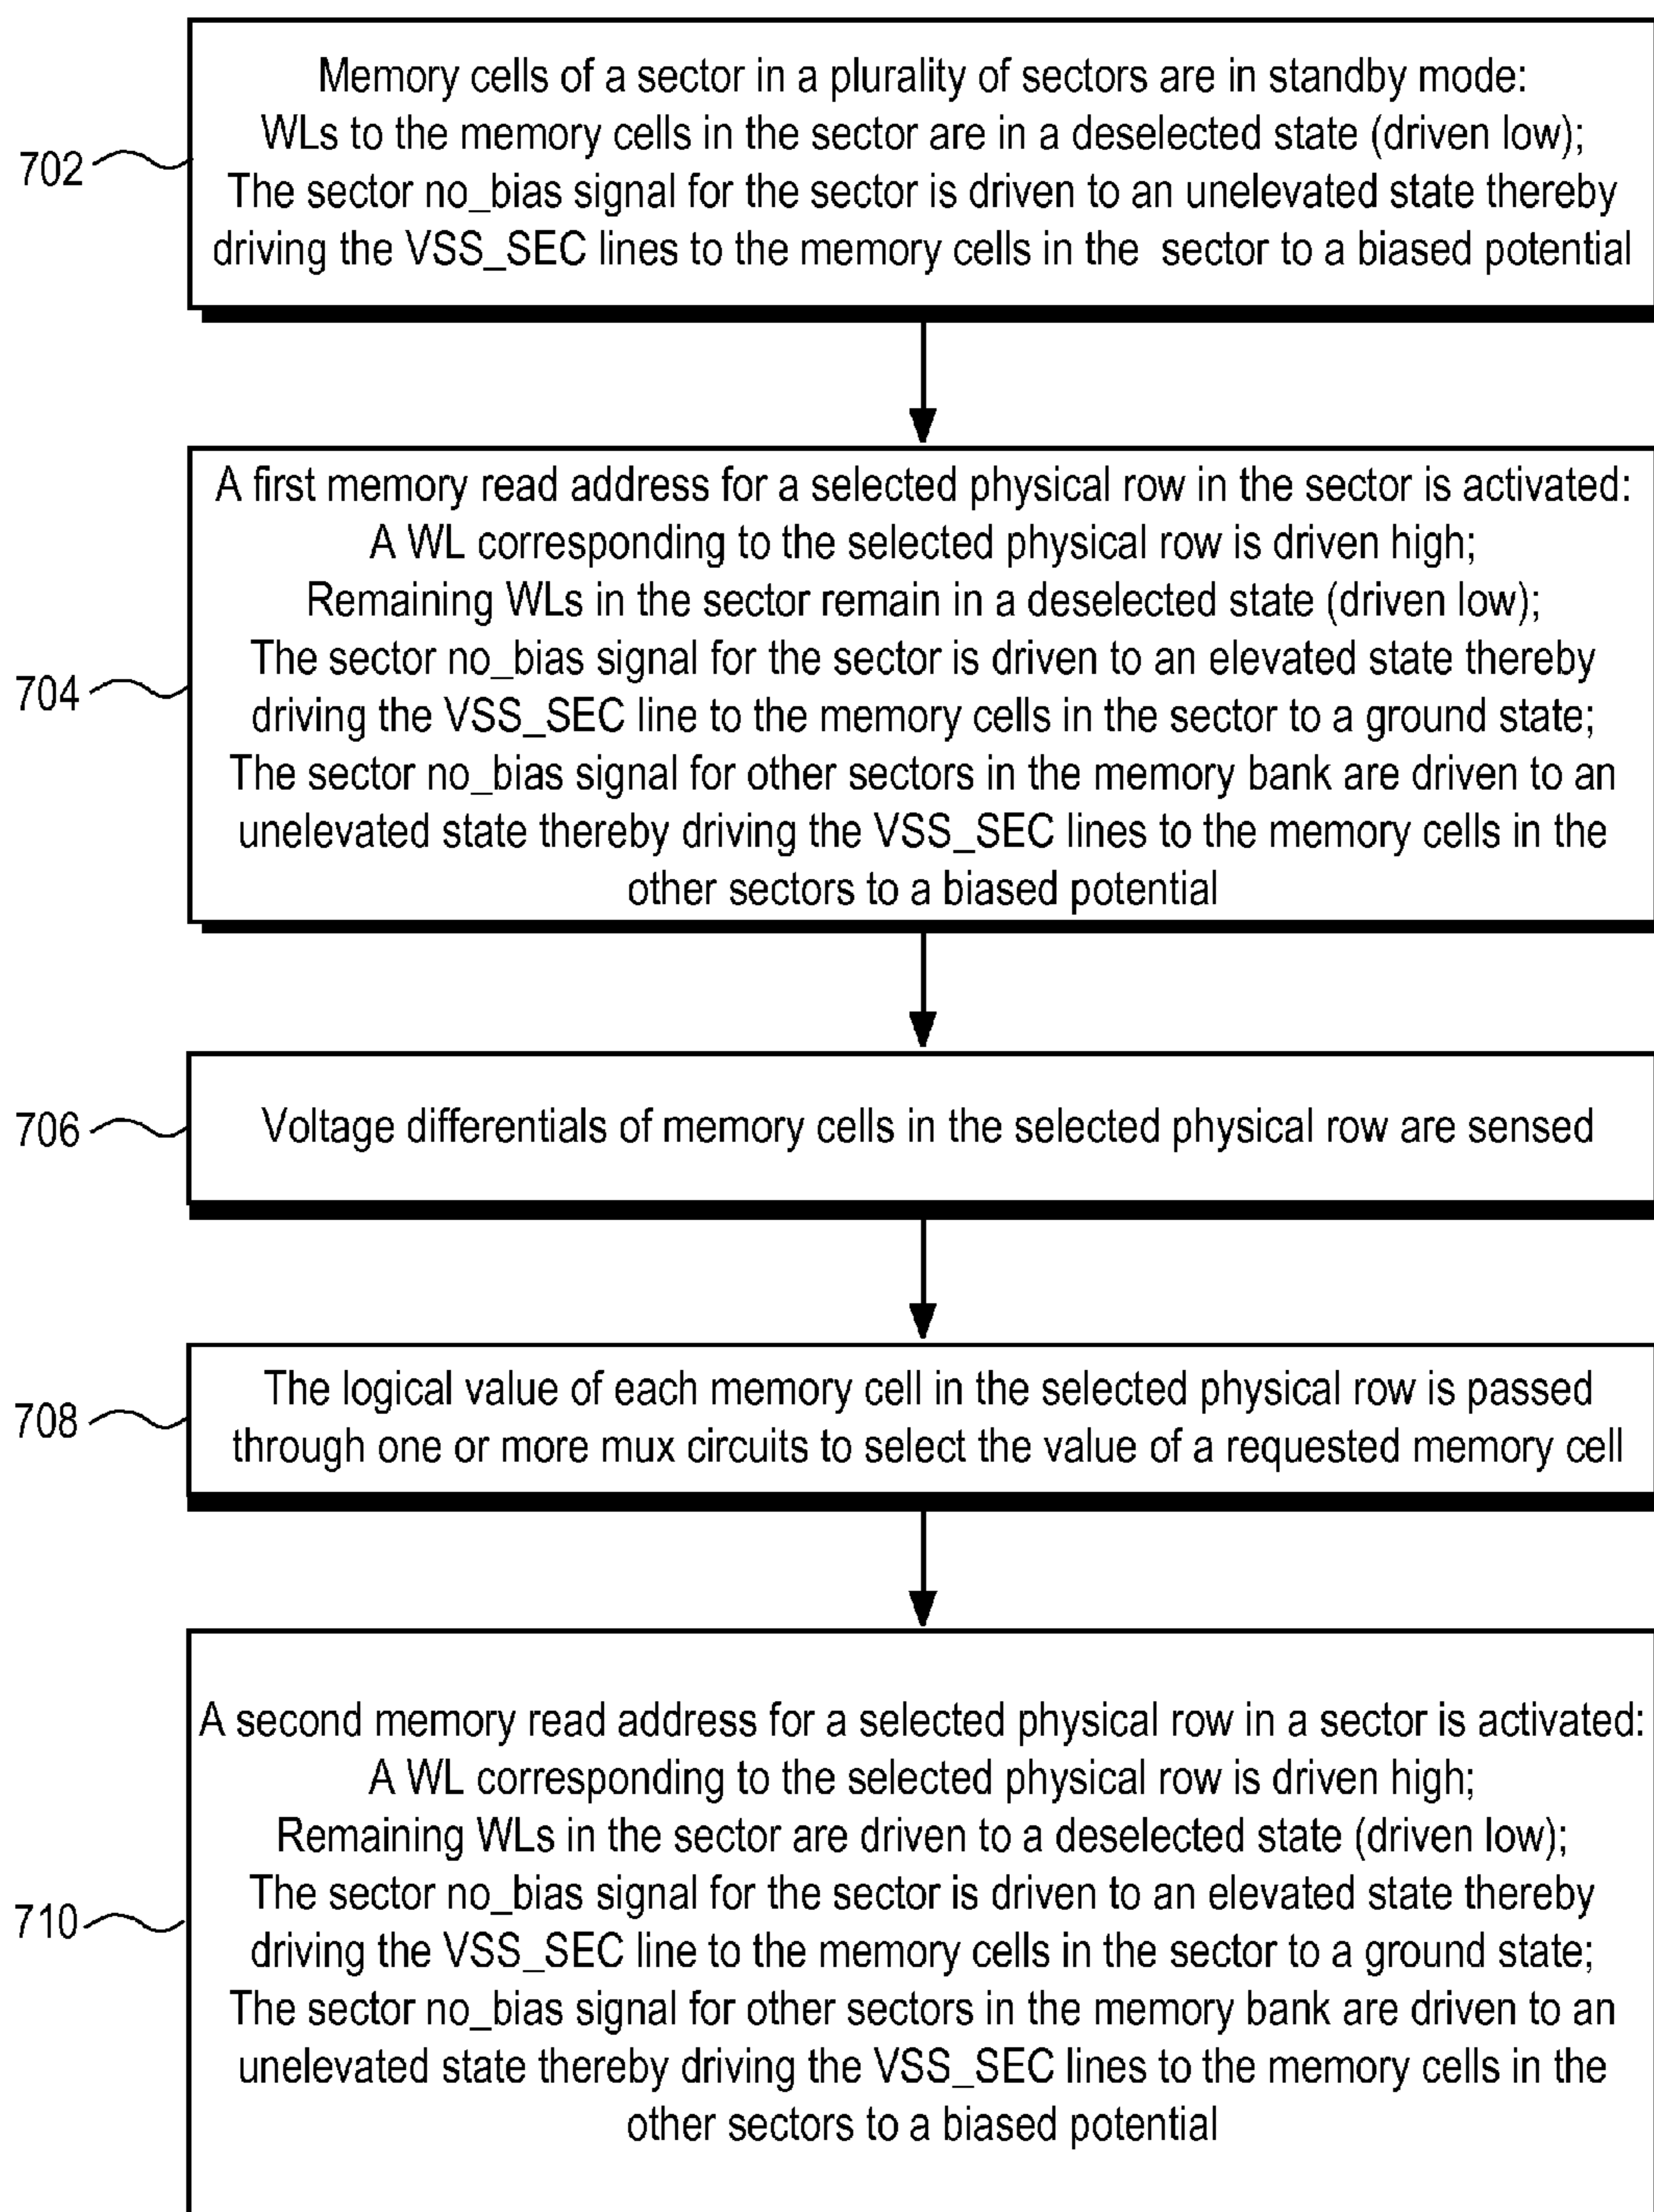 Memory cells of a sector in a plurality of sectors are in standby mode:
WLs to the memory cells in the sector are in a deselected state (driven low);
702
The sector no_bias signal for the sector is driven to an unelevated state thereby
driving the VSS_SEC lines to the memory cells in the sector to a biased potential
A first memory read address for a selected physical row in the sector is activated:
A WL corresponding to the selected physical row is driven high;
Remaining WLs in the sector remain in a deselected state (driven low);
The sector no_bias signal for the sector is driven to an elevated state thereby
704
driving the VSS_SEC line to the memory cells in the sector to a ground state;
The sector no_bias signal for other sectors in the memory bank are driven to an
unelevated state thereby driving the VSS_SEC lines to the memory cells in the
other sectors to a biased potential
706
Voltage differentials of memory cells in the selected physical row are sensed
The logical value of each memory cell in the selected physical row is passed
708
through one or more mux circuits to select the value of a requested memory cell
A second memory read address for a selected physical row in a sector is activated:
A WL corresponding to the selected physical row is driven high;
Remaining WLs in the sector are driven to a deselected state (driven low);
The sector no_bias signal for the sector is driven to an elevated state thereby
710
driving the VSS_SEC line to the memory cells in the sector to a ground state;
The sector no_bias signal for other sectors in the memory bank are driven to an
unelevated state thereby driving the VSS_SEC lines to the memory cells in the
other sectors to a biased potential